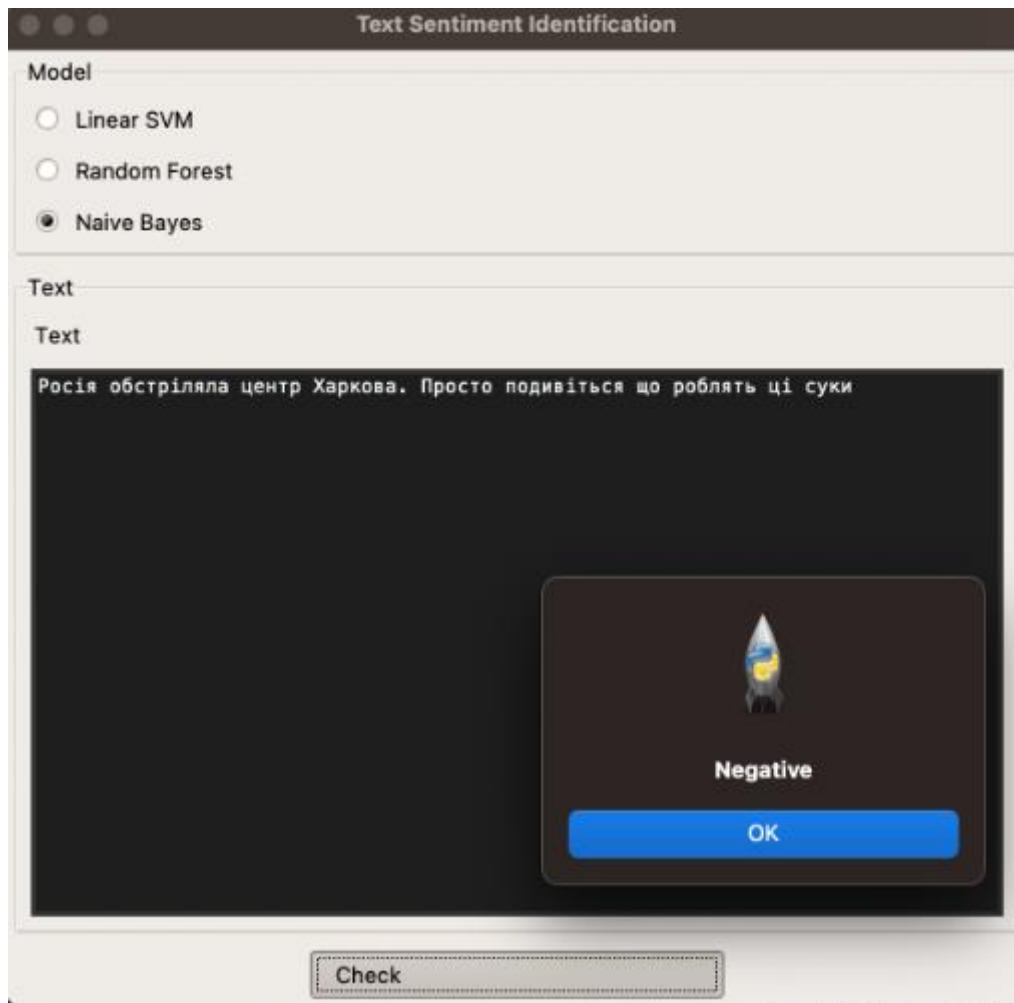 Text Sentiment Identification
Model
Linear SVM
Random Forest
Naive Bayes
Text
Text
Росія обстріляла центр Харкова. Просто подивіться що роблять ці суки
Negative
OK
Check